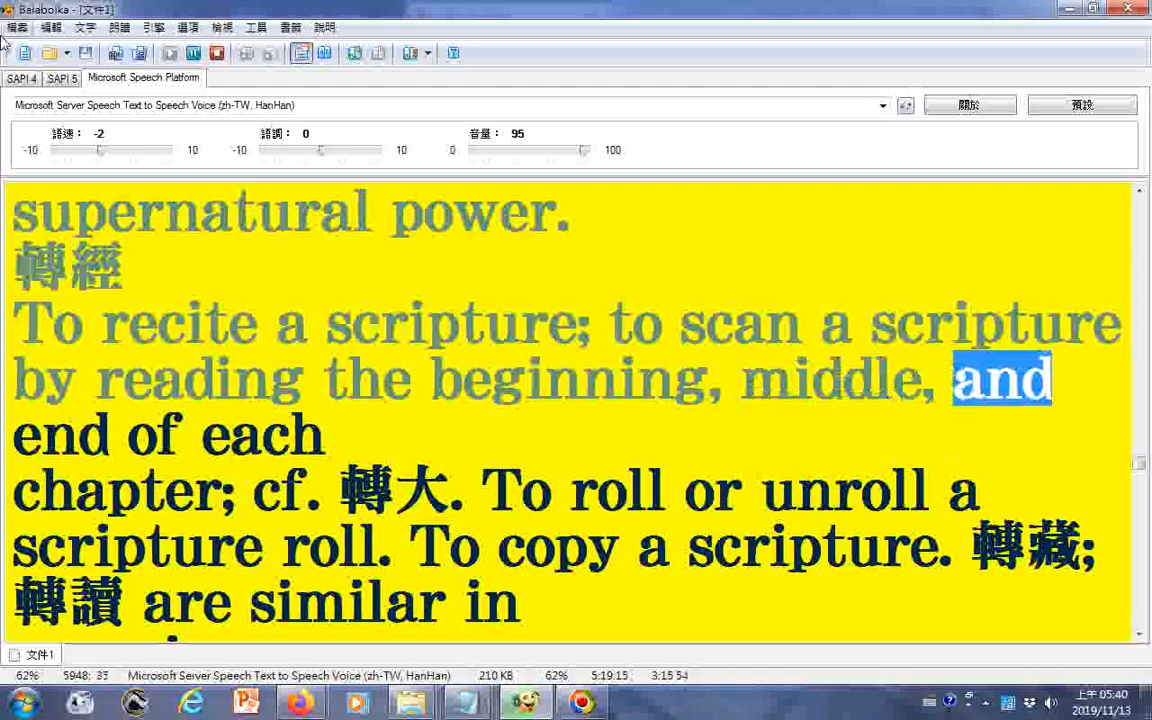 Balabolka - [文件1]
檔案 編輯 文字 朗讀 引擎 選項 檢視 工具 書籤 說明
SAPI 4 SAPI 5 Microsoft Speech Platform
Microsoft Server Speech Text to Speech Voice (zh-TW, HanHan) 關於 預設
語速： -2 語調： 0 音量： 95
-10 10 -10 10 0 100
supernatural power.
轉經
To recite a scripture; to scan a scripture
by reading the beginning, middle, and
end of each
chapter; cf. 轉大. To roll or unroll a
scripture roll. To copy a scripture. 轉藏;
轉讀 are similar in
文件1
62% 5948: 35 Microsoft Server Speech Text to Speech Voice (zh-TW, HanHan) 210 KB 62% 5:19:15 3:15:54
上午 05:40
2019/11/13